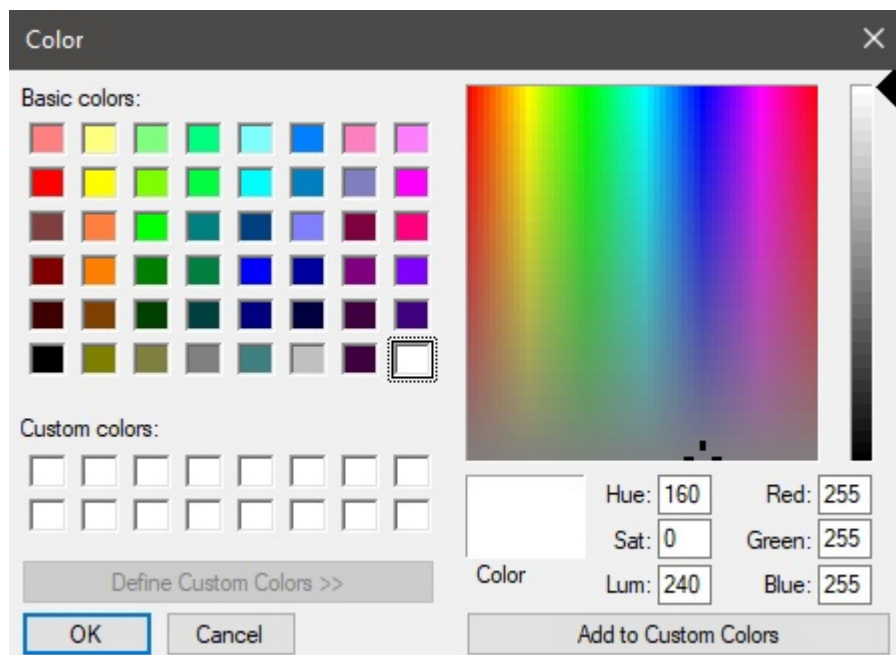 Color
Basic colors:
Custom colors:
Define Custom Colors >>
OK Cancel
Color
Hue: 160 Red: 255
Sat: 0 Green: 255
Lum: 240 Blue: 255
Add to Custom Colors